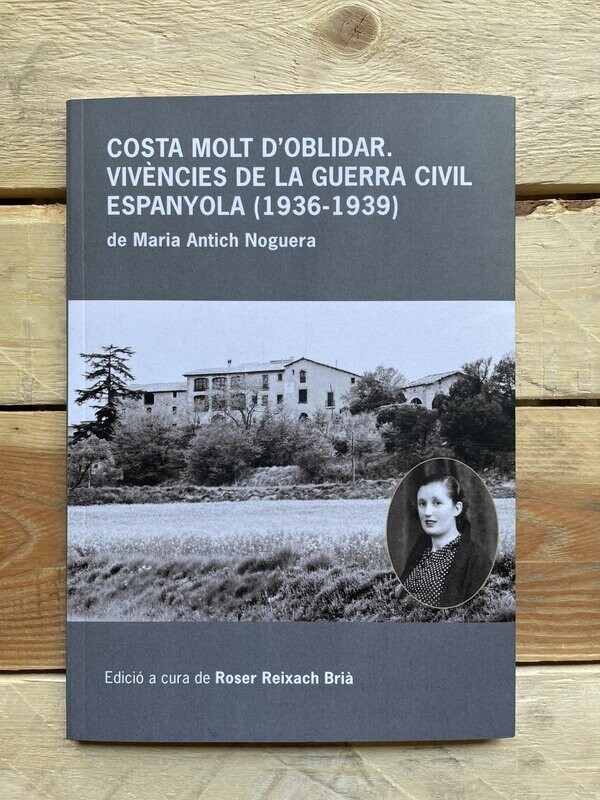 COSTA MOLT D'OBLIDAR.
VIVÈNCIES DE LA GUERRA CIVIL
ESPANYOLA (1936-1939)
de Maria Antich Noguera
Edició a cura de Roser Reixach Brià